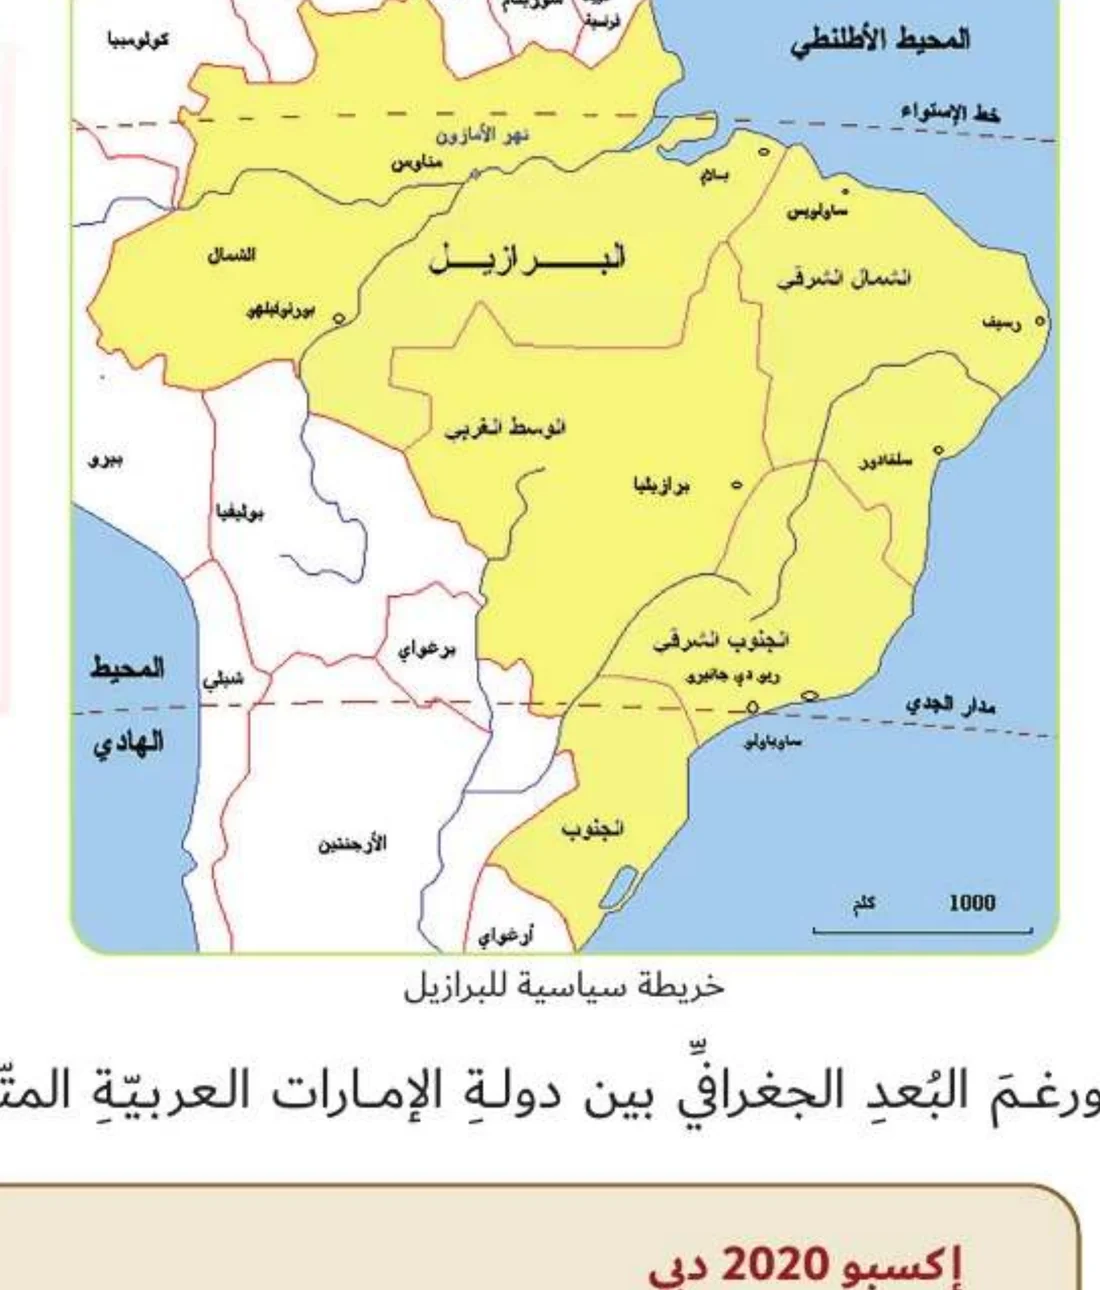 فرنسية
كولومبيا
المحيط الأطلنطي
خط الإستواء
نهر الأمازون
مناوس
بلام
ساولويس
الشمال
البرازيل
الشمال الشرقي
بورتوفيلهو
رسيف
الوسط الغربي
بيرو
سلفادور
برازيليا
بوليفيا
الجنوب الشرقي
برغواي
المحيط
ريو دي جانيرو
شيلي
مدار الجدي
الهادي
ساوباولو
الجنوب
الأرجنتين
1000 كلم
أرغواي
خريطة سياسية للبرازيل
ورغمَ البُعدِ الجغرافيِّ بين دولةِ الإمارات العربيّةِ
إكسبو 2020 دبي